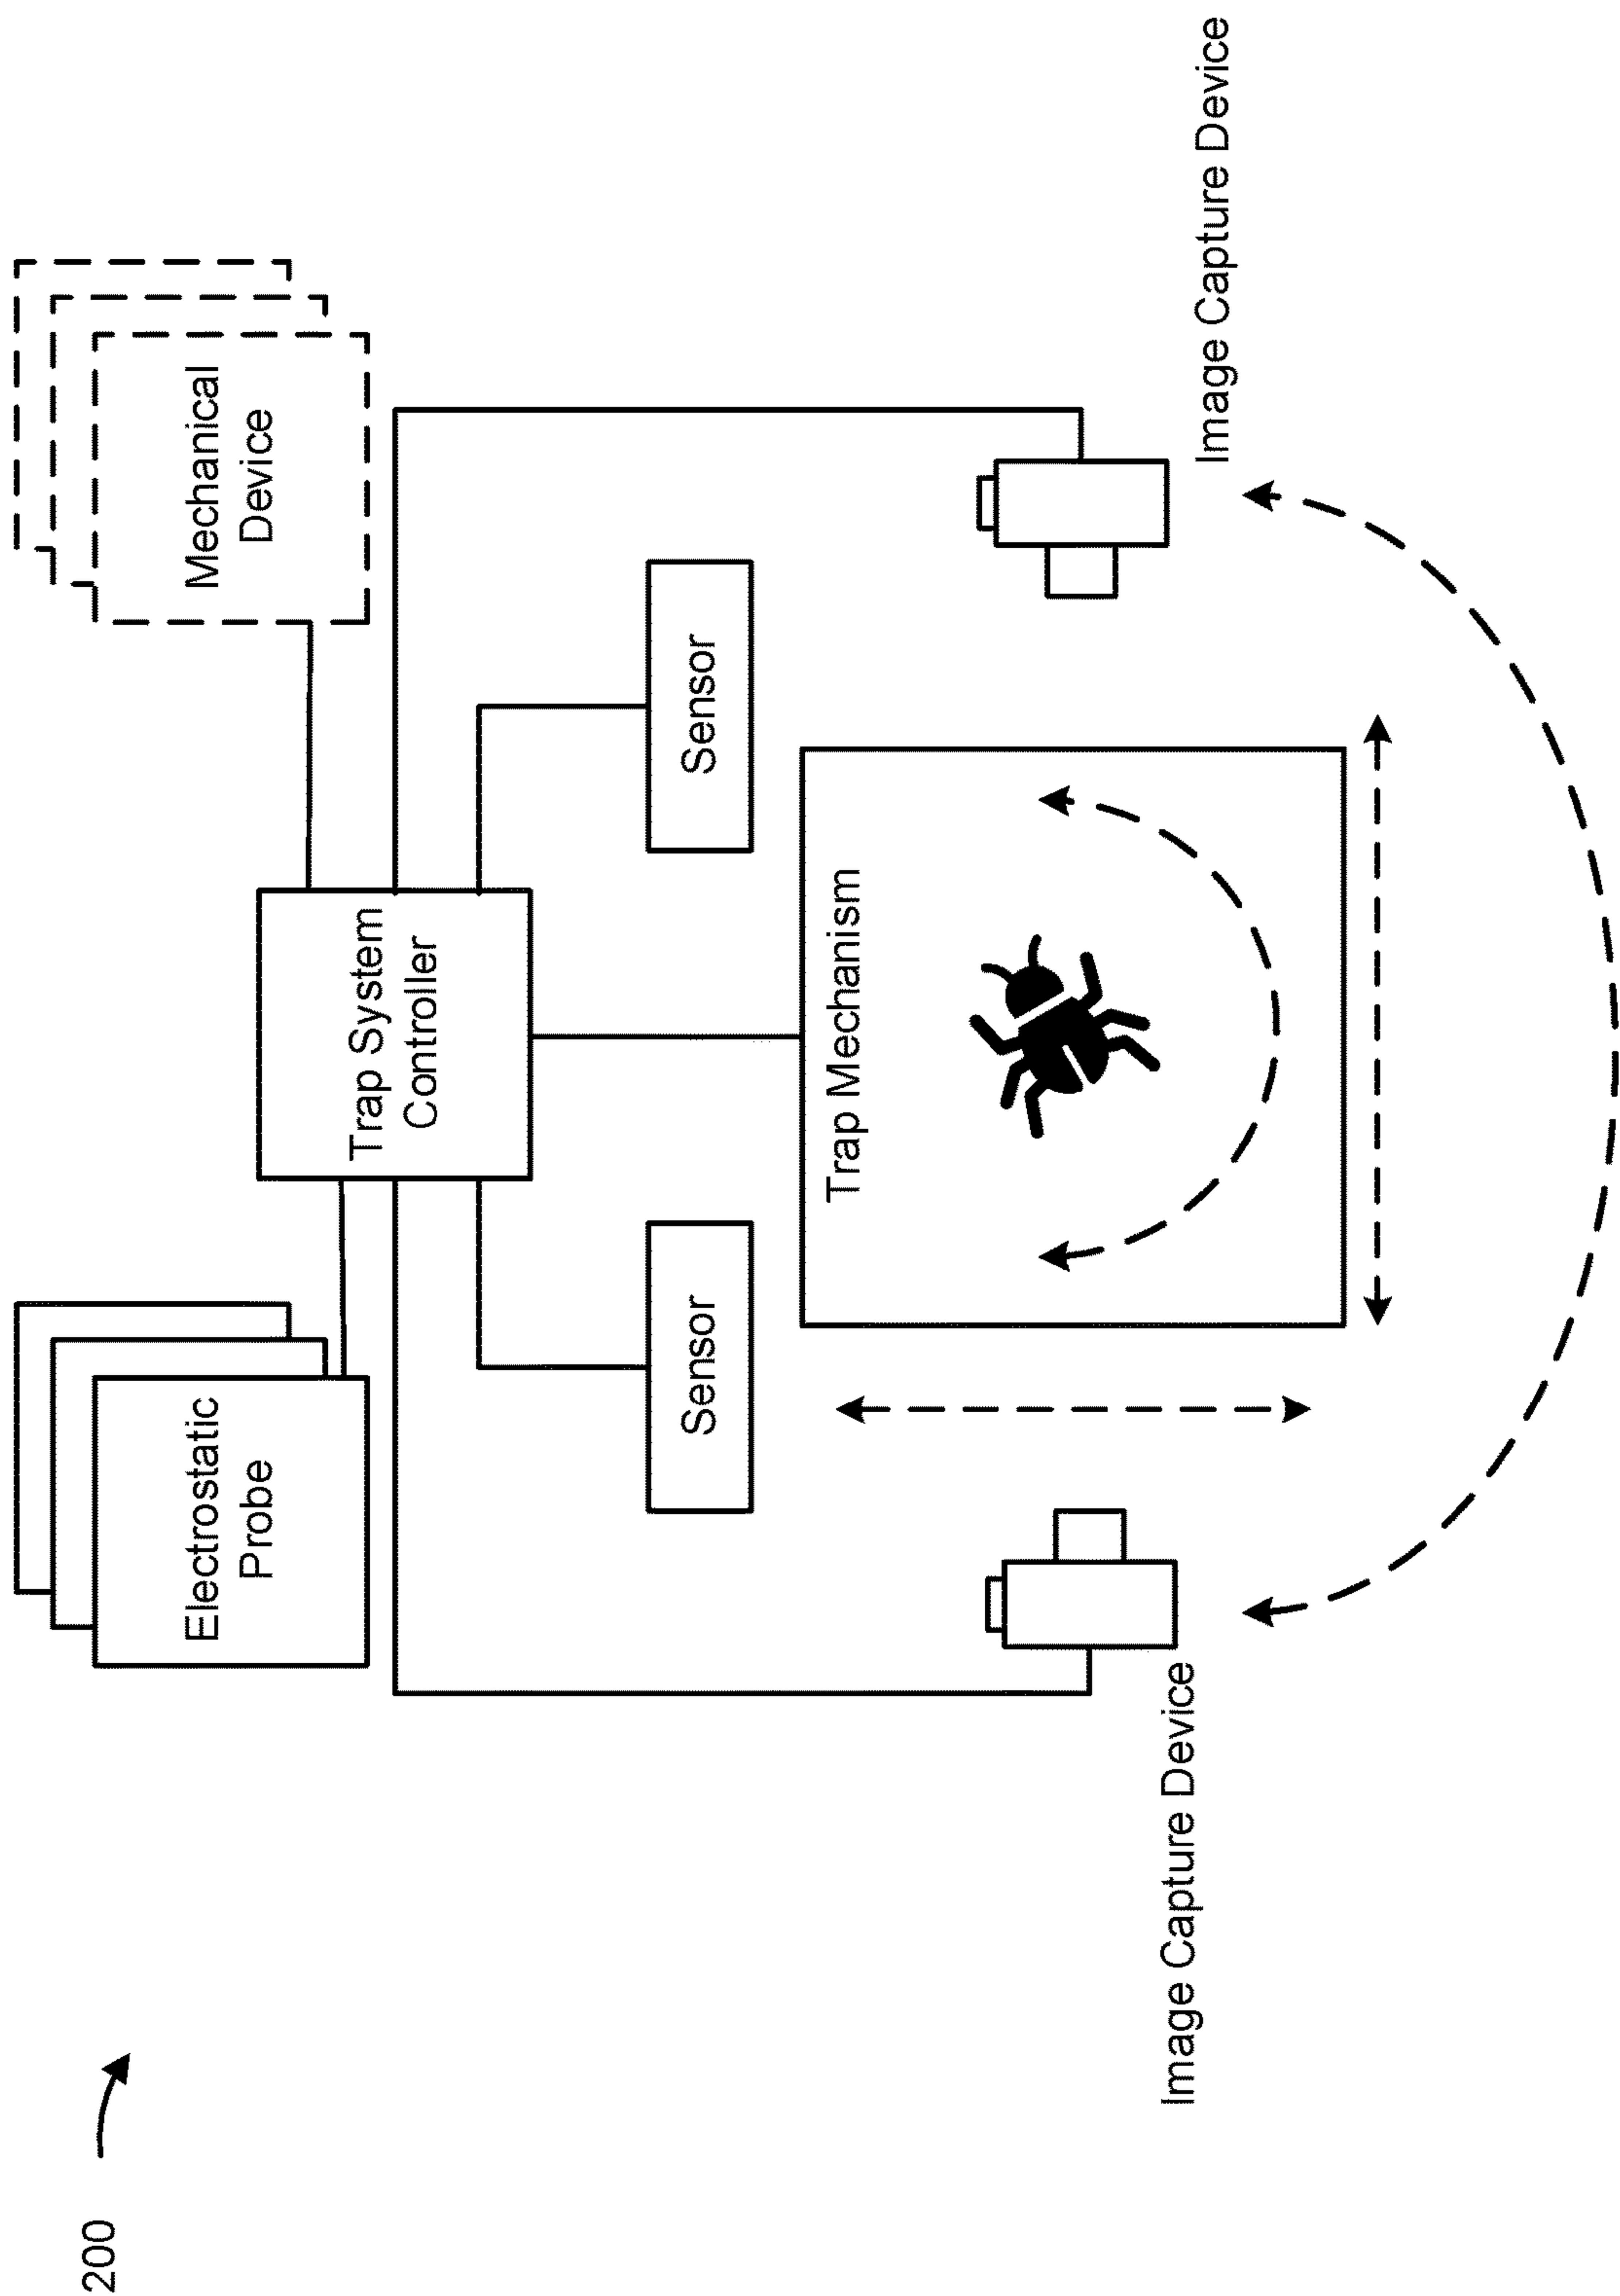 200
Electrostatic
Probe
Mechanical
Device
Trap System
Controller
Sensor
Sensor
Trap Mechanism
Image Capture Device
Image Capture Device